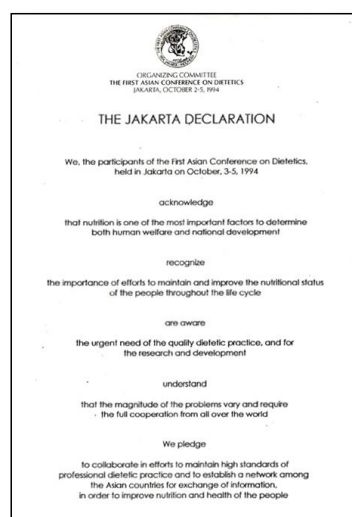 ORGANIZING COMMITTEE
THE FIRST ASIAN CONFERENCE ON DIETETICS
JAKARTA, OCTOBER 2-5, 1994
THE JAKARTA DECLARATION
We, the participants of the First Asian Conference on Dietetics,
held in Jakarta on October, 3-5, 1994
acknowledge
that nutrition is one of the most important factors to determine
both human welfare and national development
recognize
the importance of efforts to maintain and improve the nutritional status
of the people throughout the life cycle
are aware
the urgent need of the quality dietetic practice, and for
the research and development
understand
that the magnitude of the problems vary and require
the full cooperation from all over the world
We pledge
to collaborate in efforts to maintain high standards of
professional dietetic practice and to establish a network among
the Asian countries for exchange of information,
in order to improve nutrition and health of the people